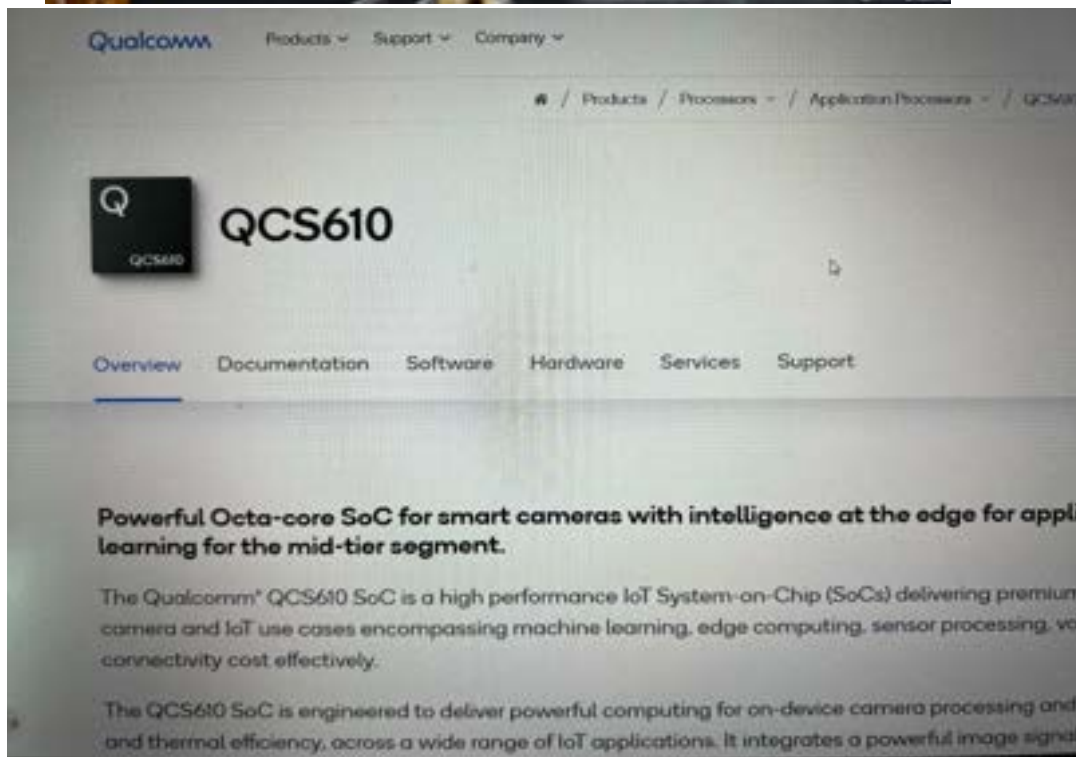 Qualcomm Products Support Company
/ Products / Processors / Application Processors /
Q
QCS610
QCS610
Overview Documentation Software Hardware Services Support
Powerful Octa-core SoC for smart cameras with intelligence at the edge for
learning for the mid-tier segment.
The Qualcomm® QCS610 SoC is a high performance IoT System-on-Chip (SoCs) delivering premium
camera and IoT use cases encompassing machine learning, edge computing, sensor processing,
connectivity cost effectively.
The QCS610 SoC is engineered to deliver powerful computing for on-device camera processing and
and thermal efficiency, across a wide range of IoT applications. It integrates a powerful image